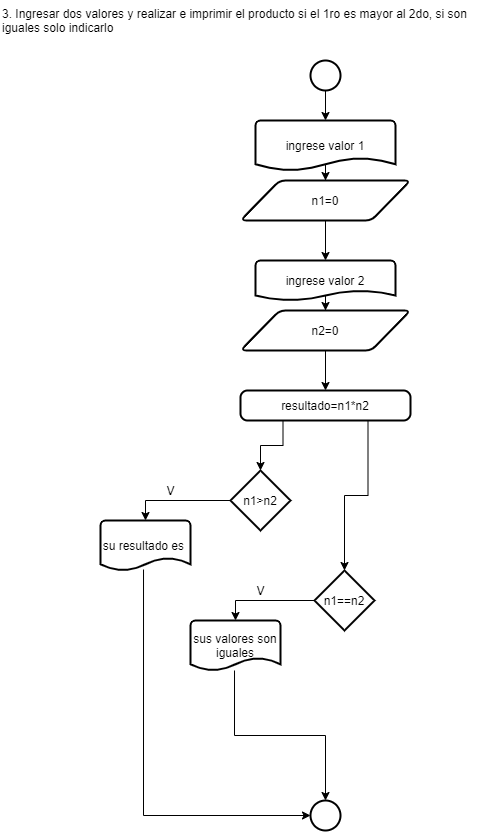 3. Ingresar dos valores y realizar e imprimir el producto si el 1ro es mayor al 2do, si son
iguales solo indicarlo
ingrese valor 1
n1=0
ingrese valor 2
n2=0
resultado=n1*n2
n1>n2
V
su resultado es
n1==n2
V
sus valores son
iguales